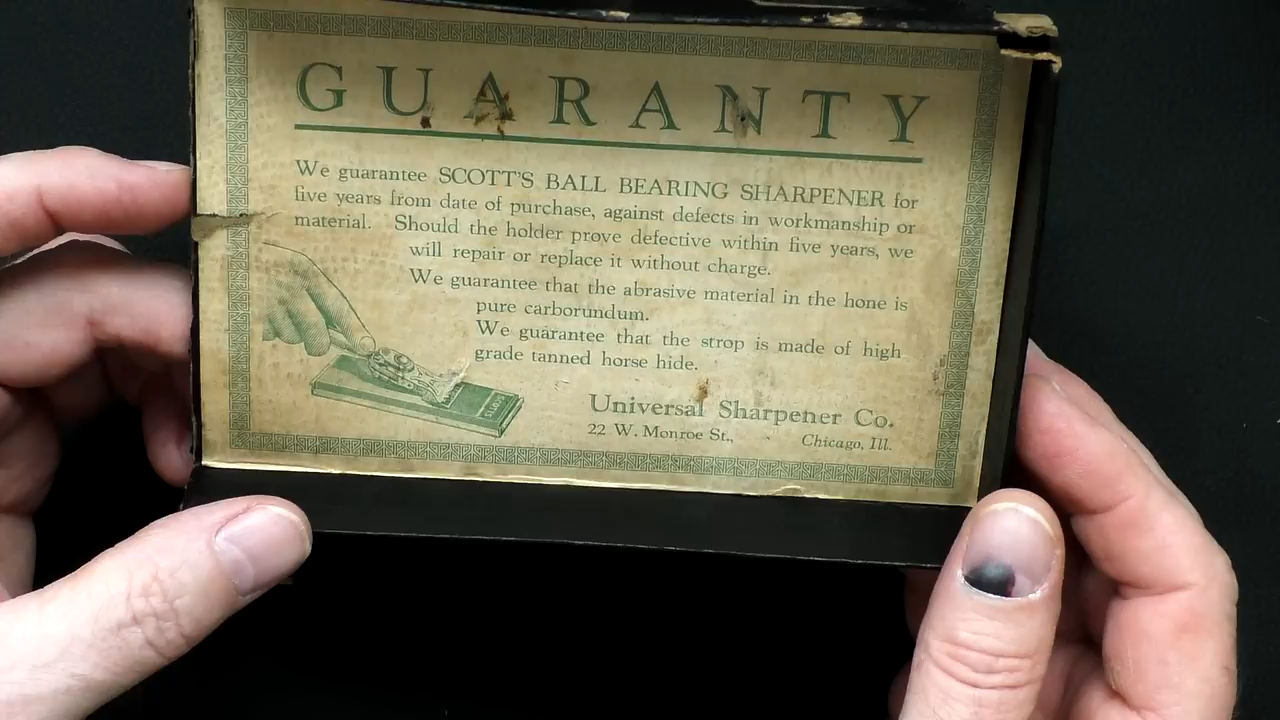 GUARANTY
We guarantee SCOTT'S BALL BEARING SHARPENER for
five years from date of purchase, against defects in workmanship or
material. Should the holder prove defective within five years, we
will repair or replace it without charge.
We guarantee that the abrasive material in the hone is
pure carborundum.
We guarantee that the strop is made of high
grade tanned horse hide.
SCOTT'S
Universal Sharpener Co.
22 W. Monroe St., Chicago, Ill.